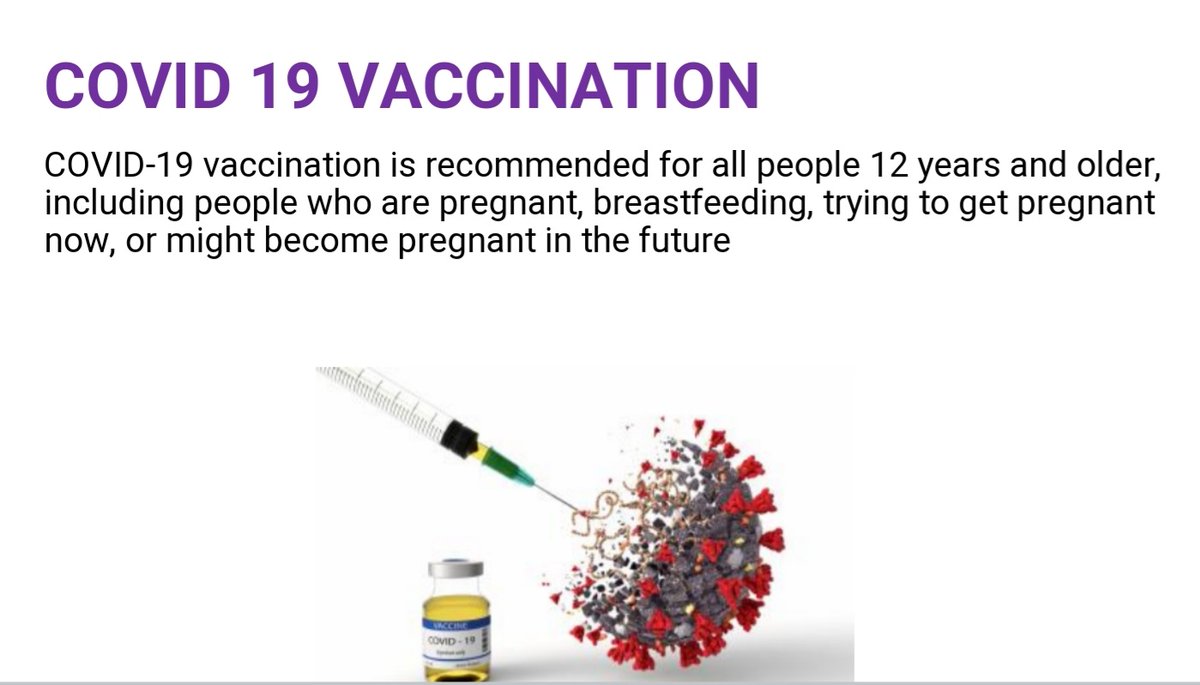 COVID 19 VACCINATION
COVID-19 vaccination is recommended for all people 12 years and older,
including people who are pregnant, breastfeeding, trying to get pregnant
now, or might become pregnant in the future
VACCINE
COVID - 19